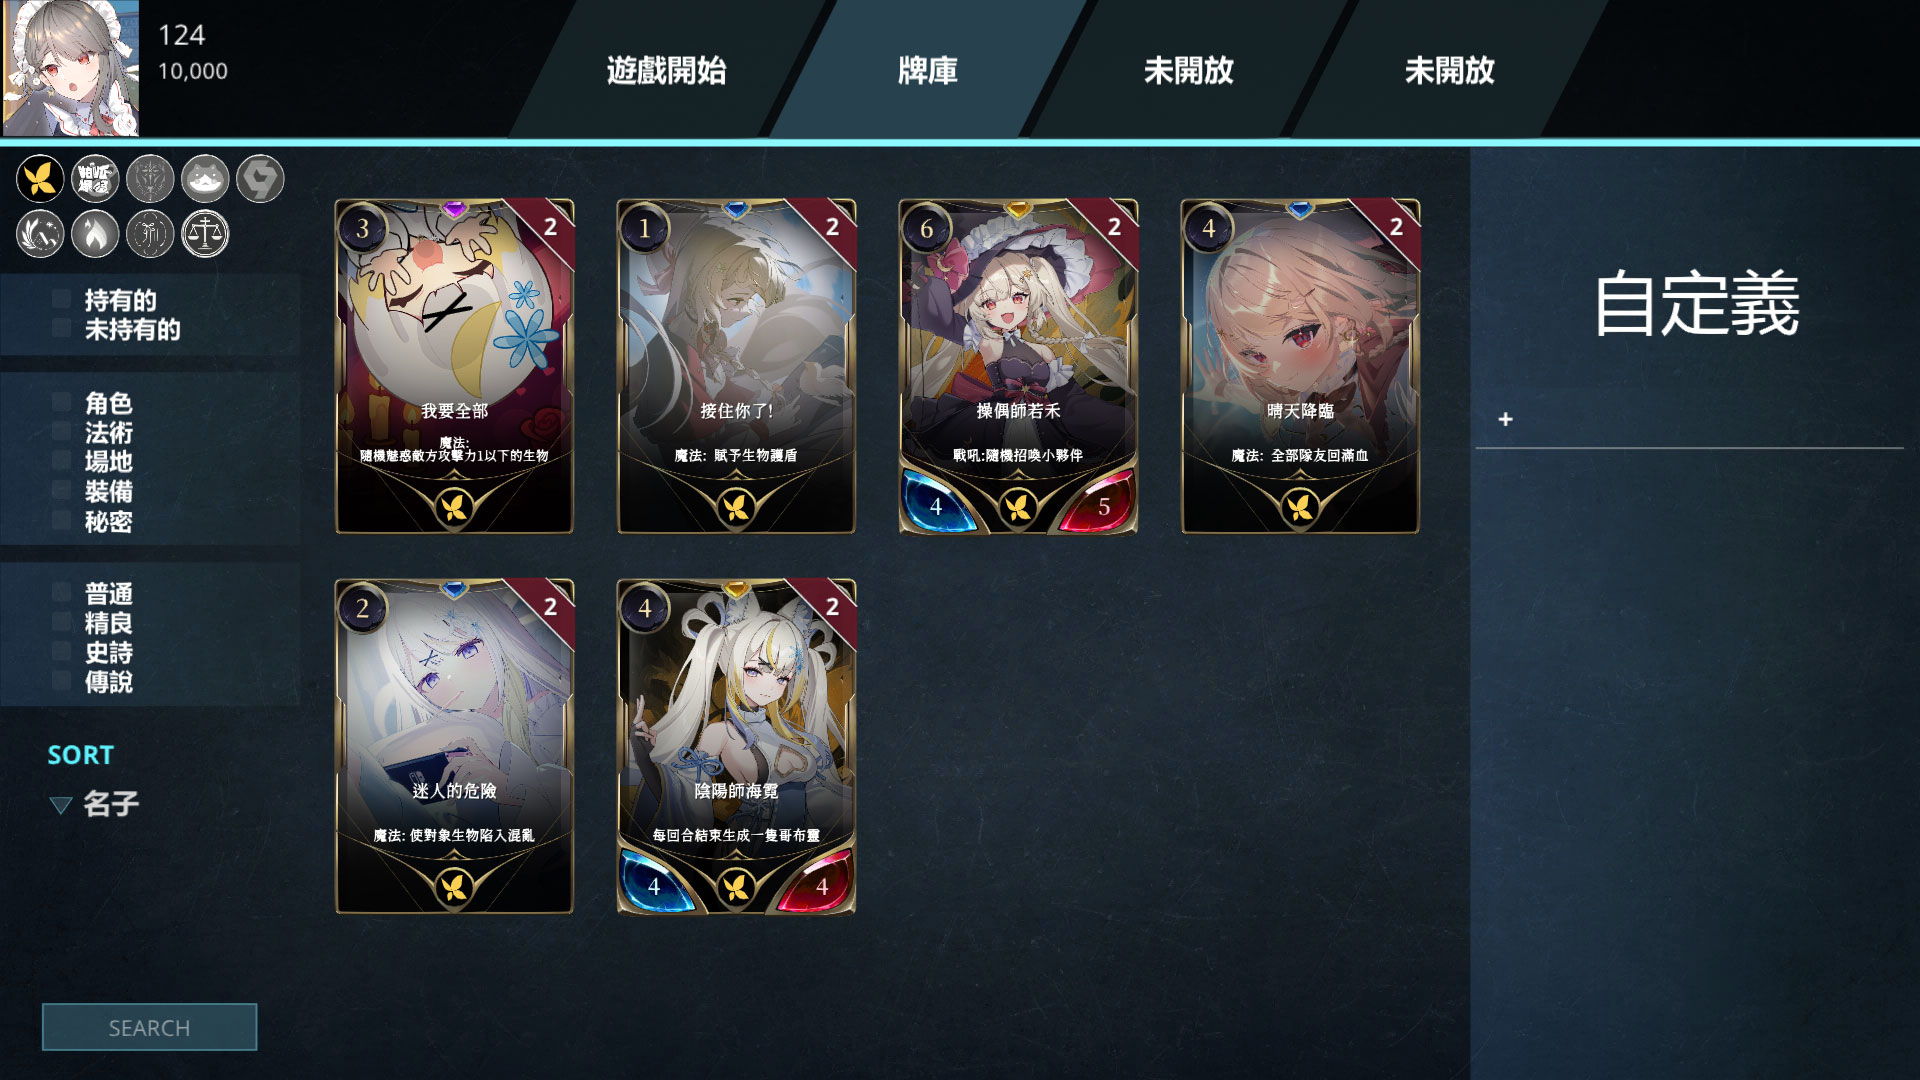 124
10,000
遊戲開始
牌庫
未開放
未開放
持有的
未持有的
角色
法術
場地
裝備
秘密
普通
精良
史詩
傳說
SORT
名子
SEARCH
3
2
我要全部
魔法:
隨機魅惑敵方攻擊力1以下的生物
1
2
接住你了!
魔法: 賦予生物護盾
6
2
操偶師若禾
戰吼:隨機招喚小夥伴
4
5
4
2
晴天降臨
魔法: 全部隊友回滿血
2
2
迷人的危險
魔法: 使對象生物陷入混亂
4
2
陰陽師海霓
每回合結束生成一隻哥布靈
4
4
自定義
+